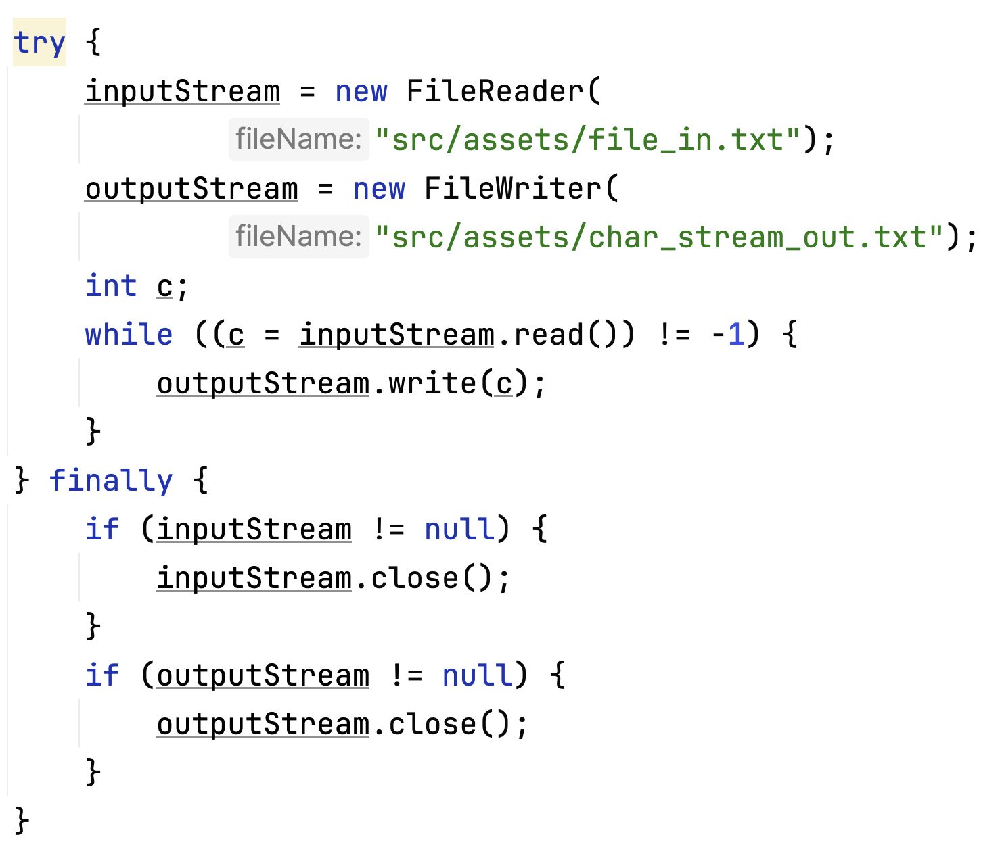 try {
    inputStream = new FileReader(
            fileName: "src/assets/file_in.txt");
    outputStream = new FileWriter(
            fileName: "src/assets/char_stream_out.txt");
    int c;
    while ((c = inputStream.read()) != -1) {
        outputStream.write(c);
    }
} finally {
    if (inputStream != null) {
        inputStream.close();
    }
    if (outputStream != null) {
        outputStream.close();
    }
}